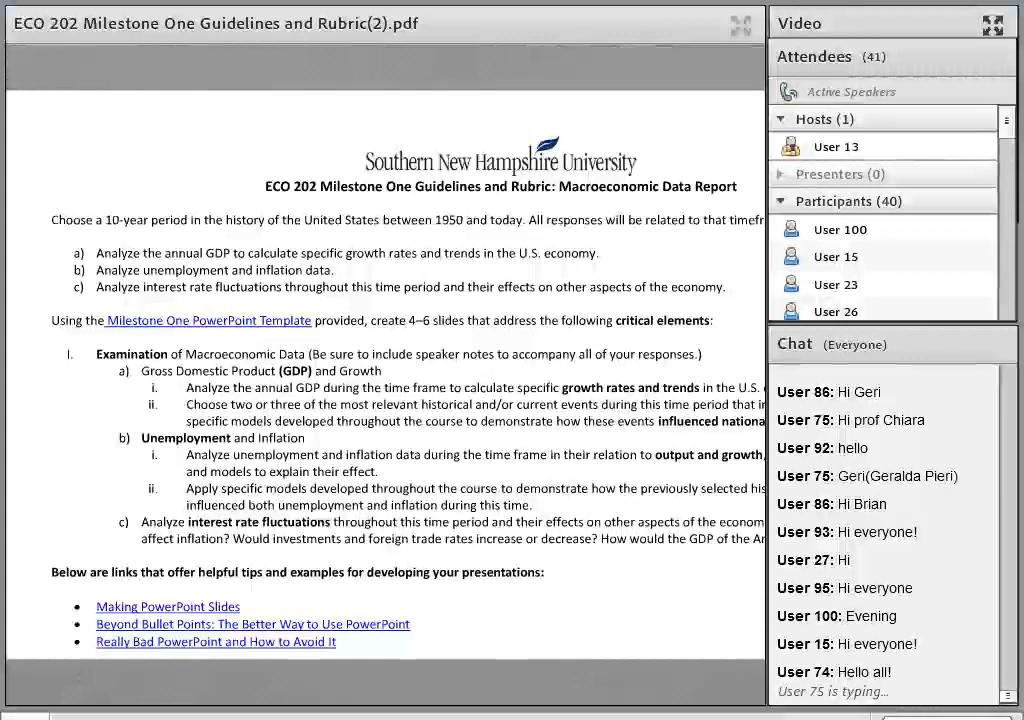 ECO 202 Milestone One Guidelines and Rubric(2).pdf
Southern New Hampshire University
ECO 202 Milestone One Guidelines and Rubric: Macroeconomic Data Report
Choose a 10-year period in the history of the United States between 1950 and today. All responses will be related to that timefr
a) Analyze the annual GDP to calculate specific growth rates and trends in the U.S. economy.
b) Analyze unemployment and inflation data.
c) Analyze interest rate fluctuations throughout this time period and their effects on other aspects of the economy.
Using the Milestone One PowerPoint Template provided, create 4–6 slides that address the following critical elements:
I. Examination of Macroeconomic Data (Be sure to include speaker notes to accompany all of your responses.)
a) Gross Domestic Product (GDP) and Growth
i. Analyze the annual GDP during the time frame to calculate specific growth rates and trends in the U.S.
ii. Choose two or three of the most relevant historical and/or current events during this time period that in
specific models developed throughout the course to demonstrate how these events influenced nationa
b) Unemployment and Inflation
i. Analyze unemployment and inflation data during the time frame in their relation to output and growth,
and models to explain their effect.
ii. Apply specific models developed throughout the course to demonstrate how the previously selected his
influenced both unemployment and inflation during this time.
c) Analyze interest rate fluctuations throughout this time period and their effects on other aspects of the econom
affect inflation? Would investments and foreign trade rates increase or decrease? How would the GDP of the Am
Below are links that offer helpful tips and examples for developing your presentations:
• Making PowerPoint Slides
• Beyond Bullet Points: The Better Way to Use PowerPoint
• Really Bad PowerPoint and How to Avoid It
Video
Attendees (41)
Active Speakers
Hosts (1)
User 13
Presenters (0)
Participants (40)
User 100
User 15
User 23
User 26
Chat (Everyone)
User 86: Hi Geri
User 75: Hi prof Chiara
User 92: hello
User 75: Geri(Geralda Pieri)
User 86: Hi Brian
User 93: Hi everyone!
User 27: Hi
User 95: Hi everyone
User 100: Evening
User 15: Hi everyone!
User 74: Hello all!
User 75 is typing...